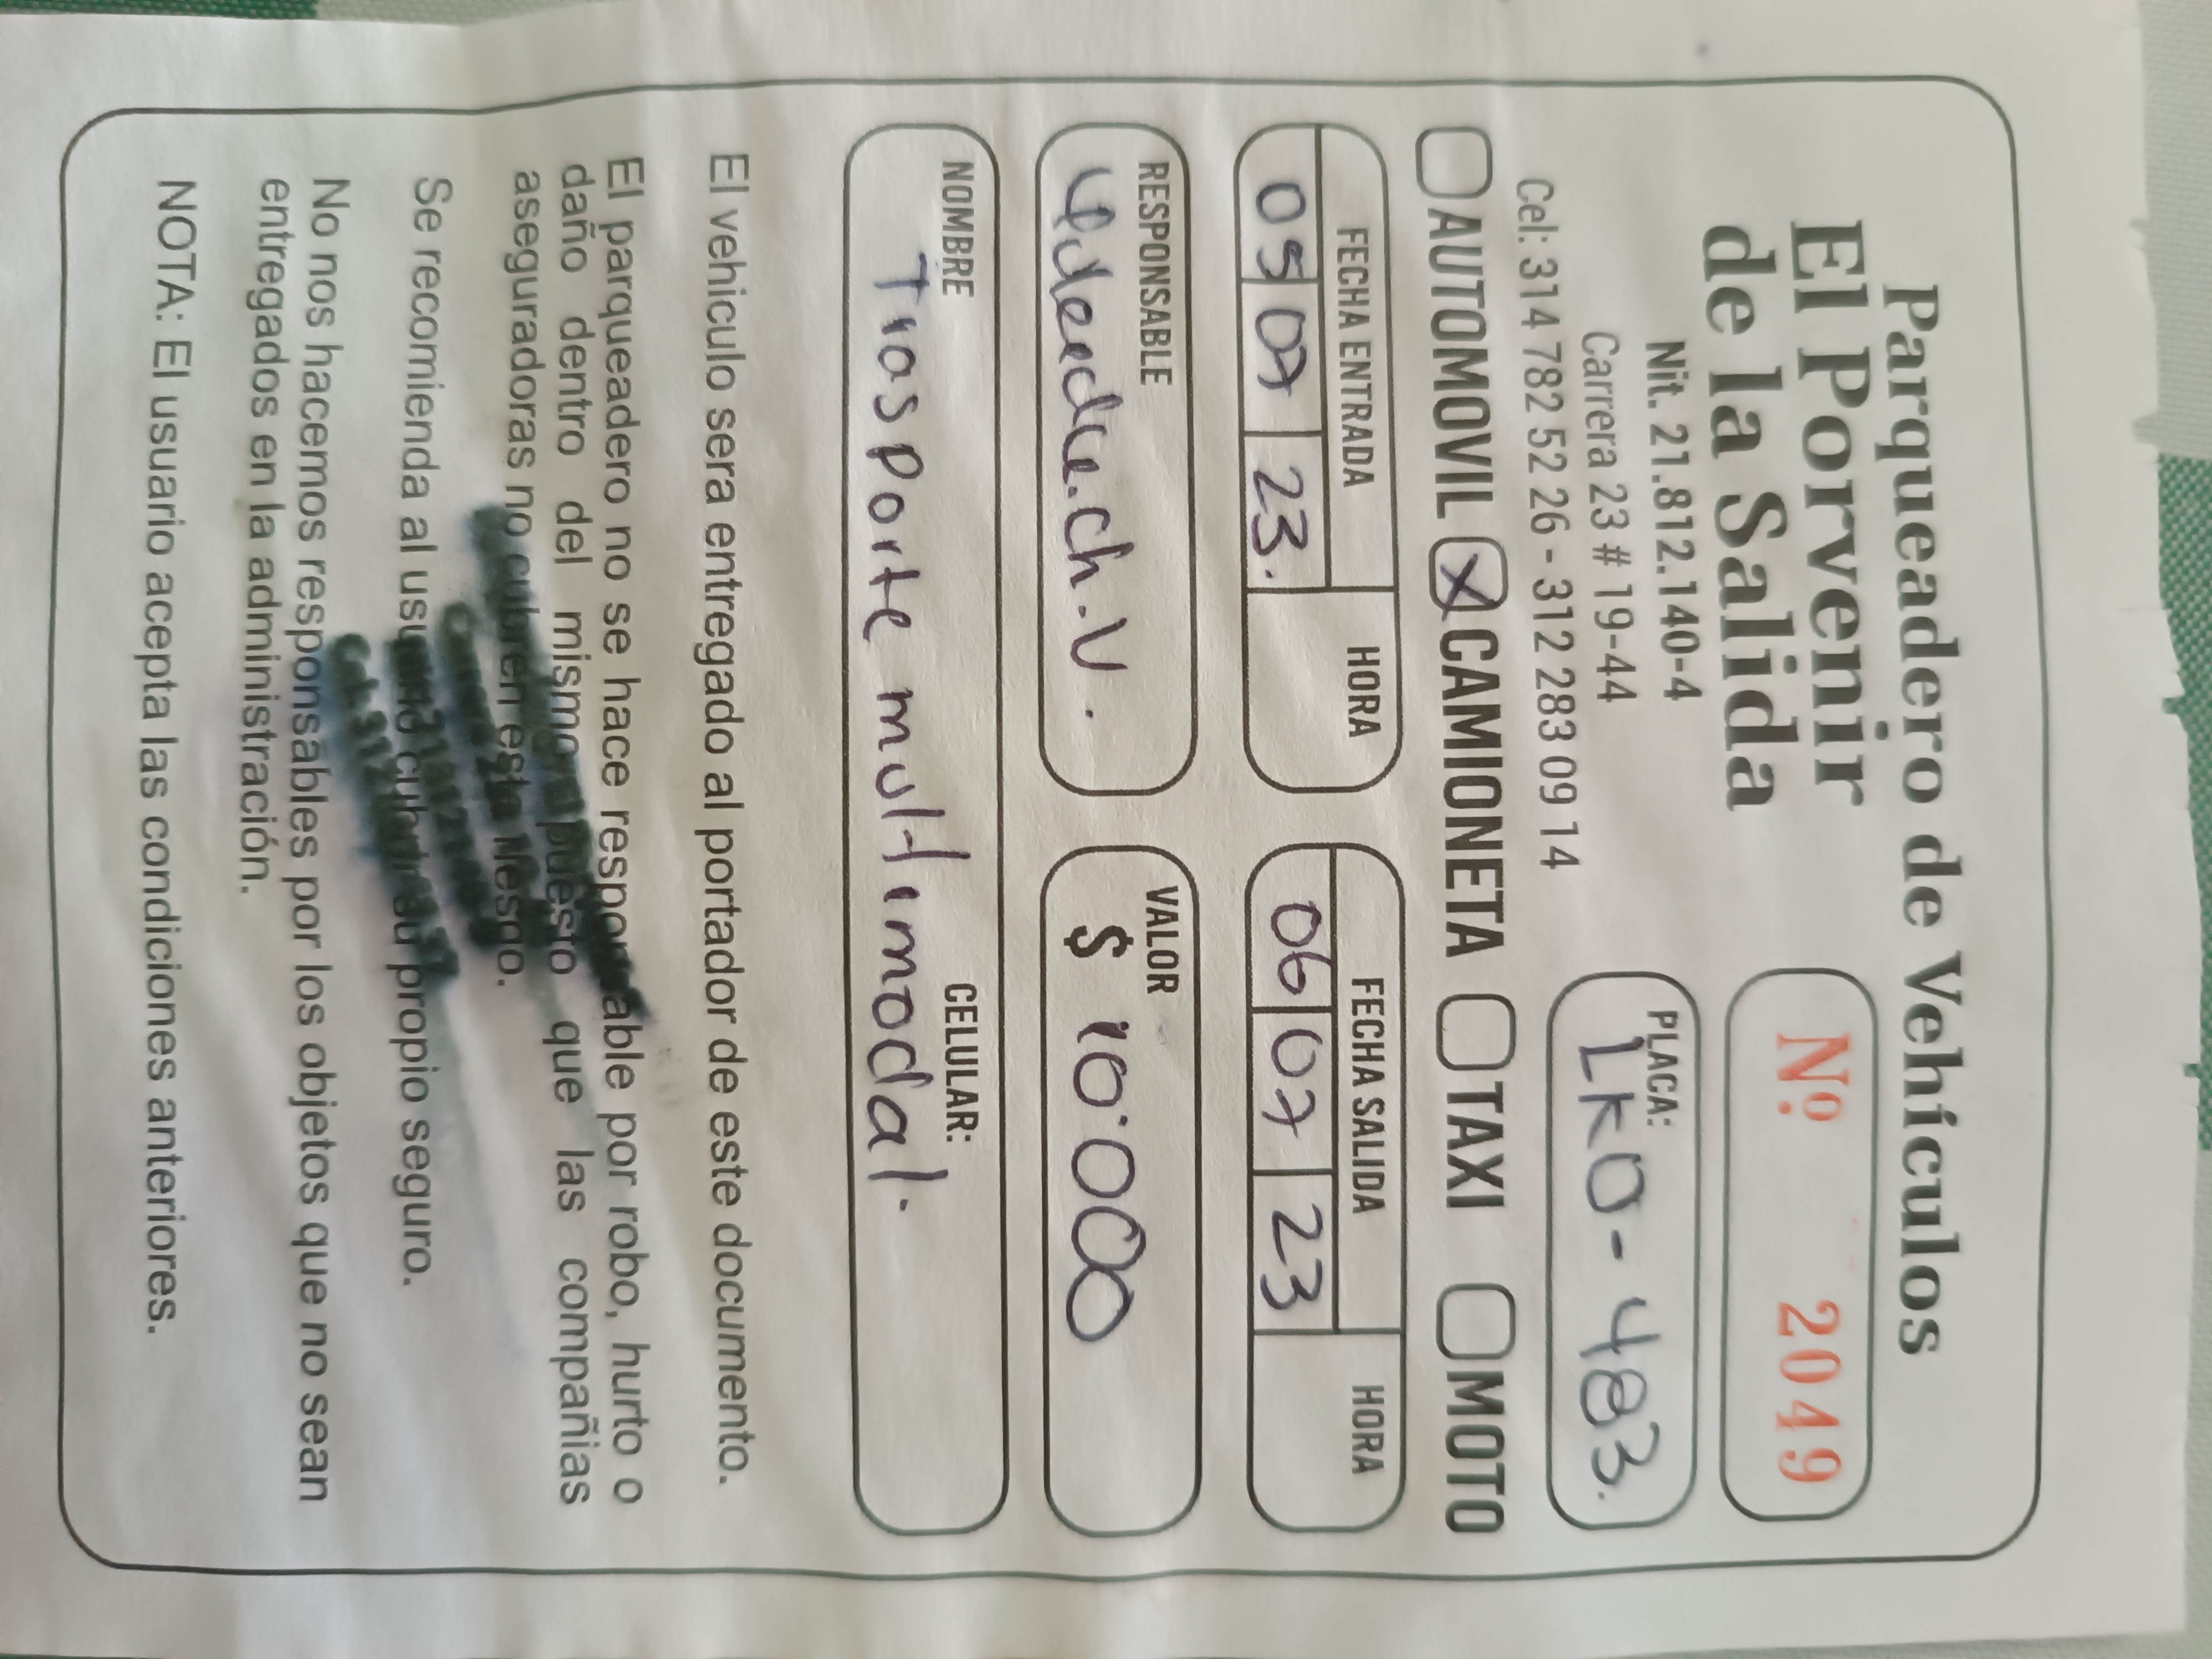 Parqueadero de Vehículos
El Porvenir
de la Salida
Nº 2049
Nit. 21.812.140-4
Carrera 23 # 19-44
Cel: 314 782 52 26 - 312 283 09 14
PLACA:
LKO-483.
AUTOMOVIL X CAMIONETA TAXI MOTO
FECHA ENTRADA HORA FECHA SALIDA HORA
05 07 23. 06 07 23
RESPONSABLE VALOR
ch.V. $ 10.000
NOMBRE CELULAR:
Trasporte multimodal.
El vehiculo sera entregado al portador de este documento.
El parqueadero no se hace responsable por robo, hurto o
daño dentro del mismo, puesto que las compañias
aseguradoras no cubren este riesgo.
Se recomienda al usuario cubrir su propio seguro.
No nos hacemos responsables por los objetos que no sean
entregados en la administración.
NOTA: El usuario acepta las condiciones anteriores.